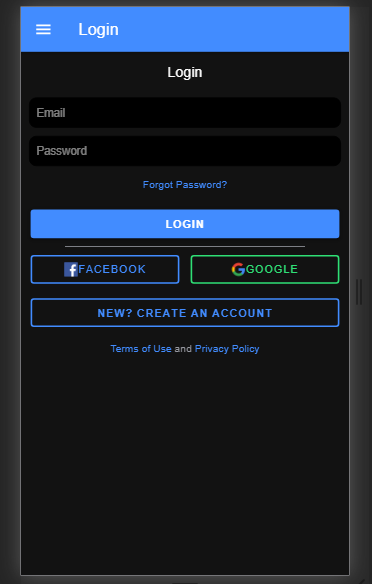 Login
Login
Email
Password
Forgot Password?
LOGIN
FACEBOOK
GOOGLE
NEW? CREATE AN ACCOUNT
Terms of Use and Privacy Policy